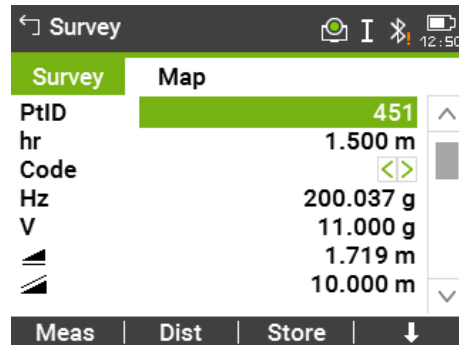 Survey
I
12:50
Survey Map
PtID 451
hr 1.500 m
Code <>
Hz 200.037 g
V 11.000 g
1.719 m
10.000 m
Meas | Dist | Store |